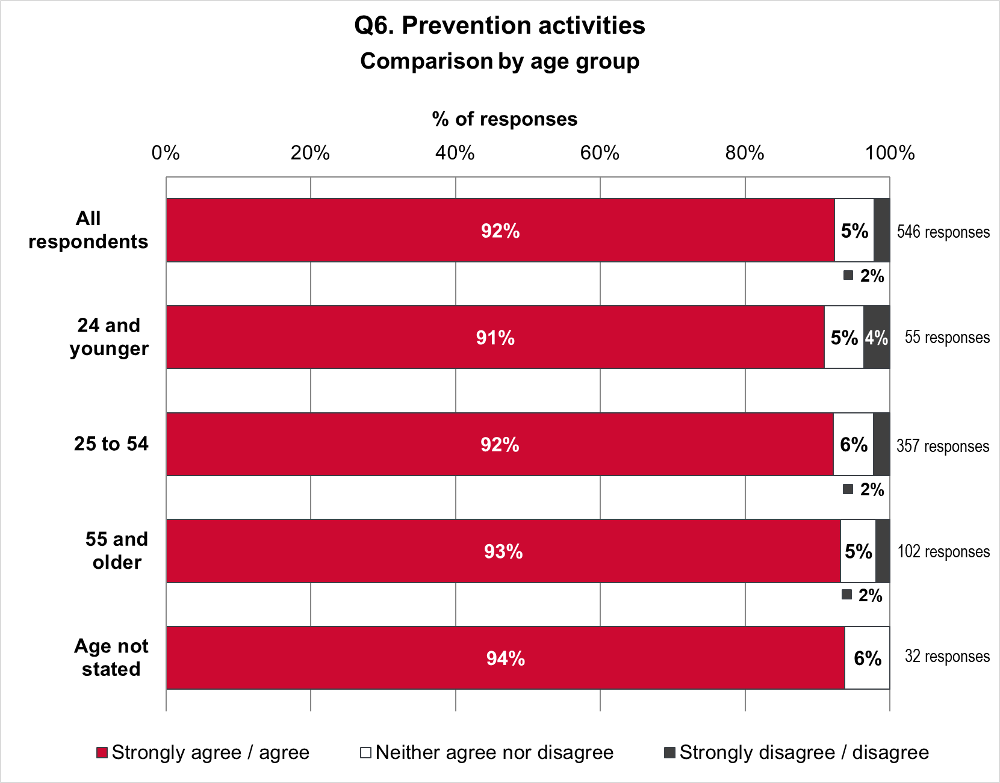 Q6. Prevention activities
Comparison by age group
% of responses
0% 20% 40% 60% 80% 100%
All
respondents
92% 5% 546 responses
2%
24 and
younger
91% 5% 4% 55 responses
25 to 54
92% 6% 357 responses
2%
55 and
older
93% 5% 102 responses
2%
Age not
stated
94% 6% 32 responses
Strongly agree / agree Neither agree nor disagree Strongly disagree / disagree